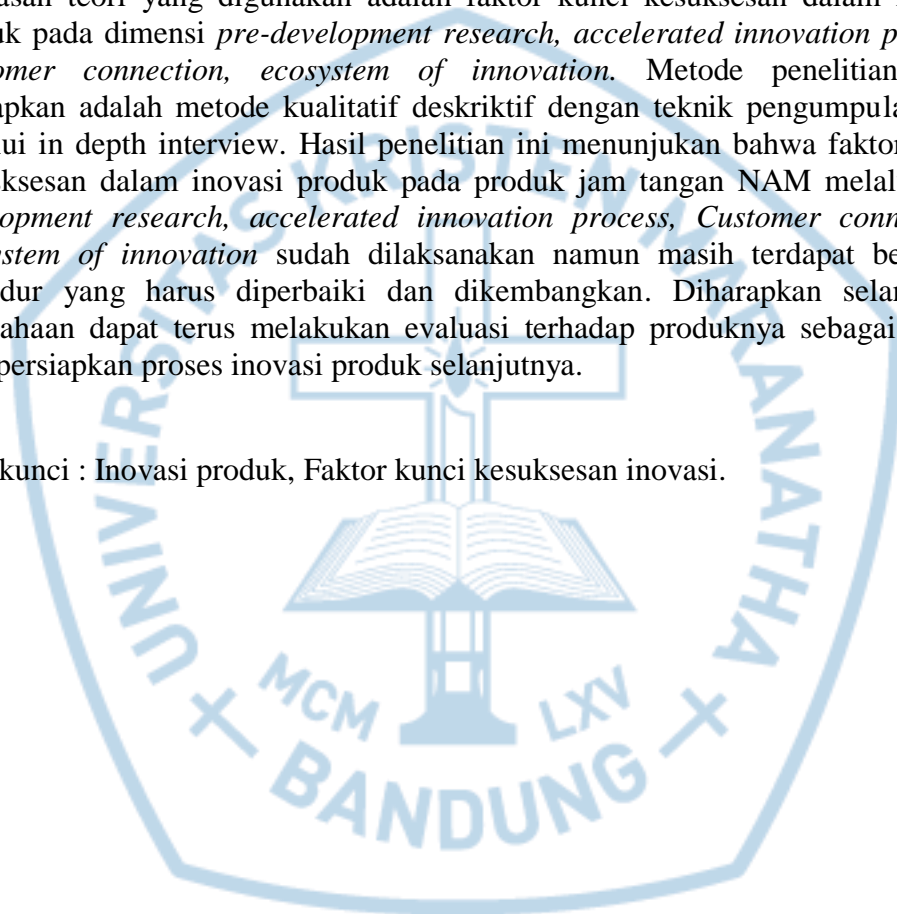 asan teori yang digunakan adalah faktor kunci kesuksesan dalam
uk pada dimensi pre-development research, accelerated innovation p
omer connection, ecosystem of innovation. Metode penelitian
apkan adalah metode kualitatif deskriptif dengan teknik pengumpula
ui in depth interview. Hasil penelitian ini menunjukan bahwa faktor
ksesan dalam inovasi produk pada produk jam tangan NAM melal
opment research, accelerated innovation process, Customer conn
ystem of innovation sudah dilaksanakan namun masih terdapat be
dur yang harus diperbaiki dan dikembangkan. Diharapkan selan
ahaan dapat terus melakukan evaluasi terhadap produknya sebagai
persiapkan proses inovasi produk selanjutnya.
kunci : Inovasi produk, Faktor kunci kesuksesan inovasi.
UNIVERSITAS KRISTEN MARANATHA
MCM LXV
BANDUNG